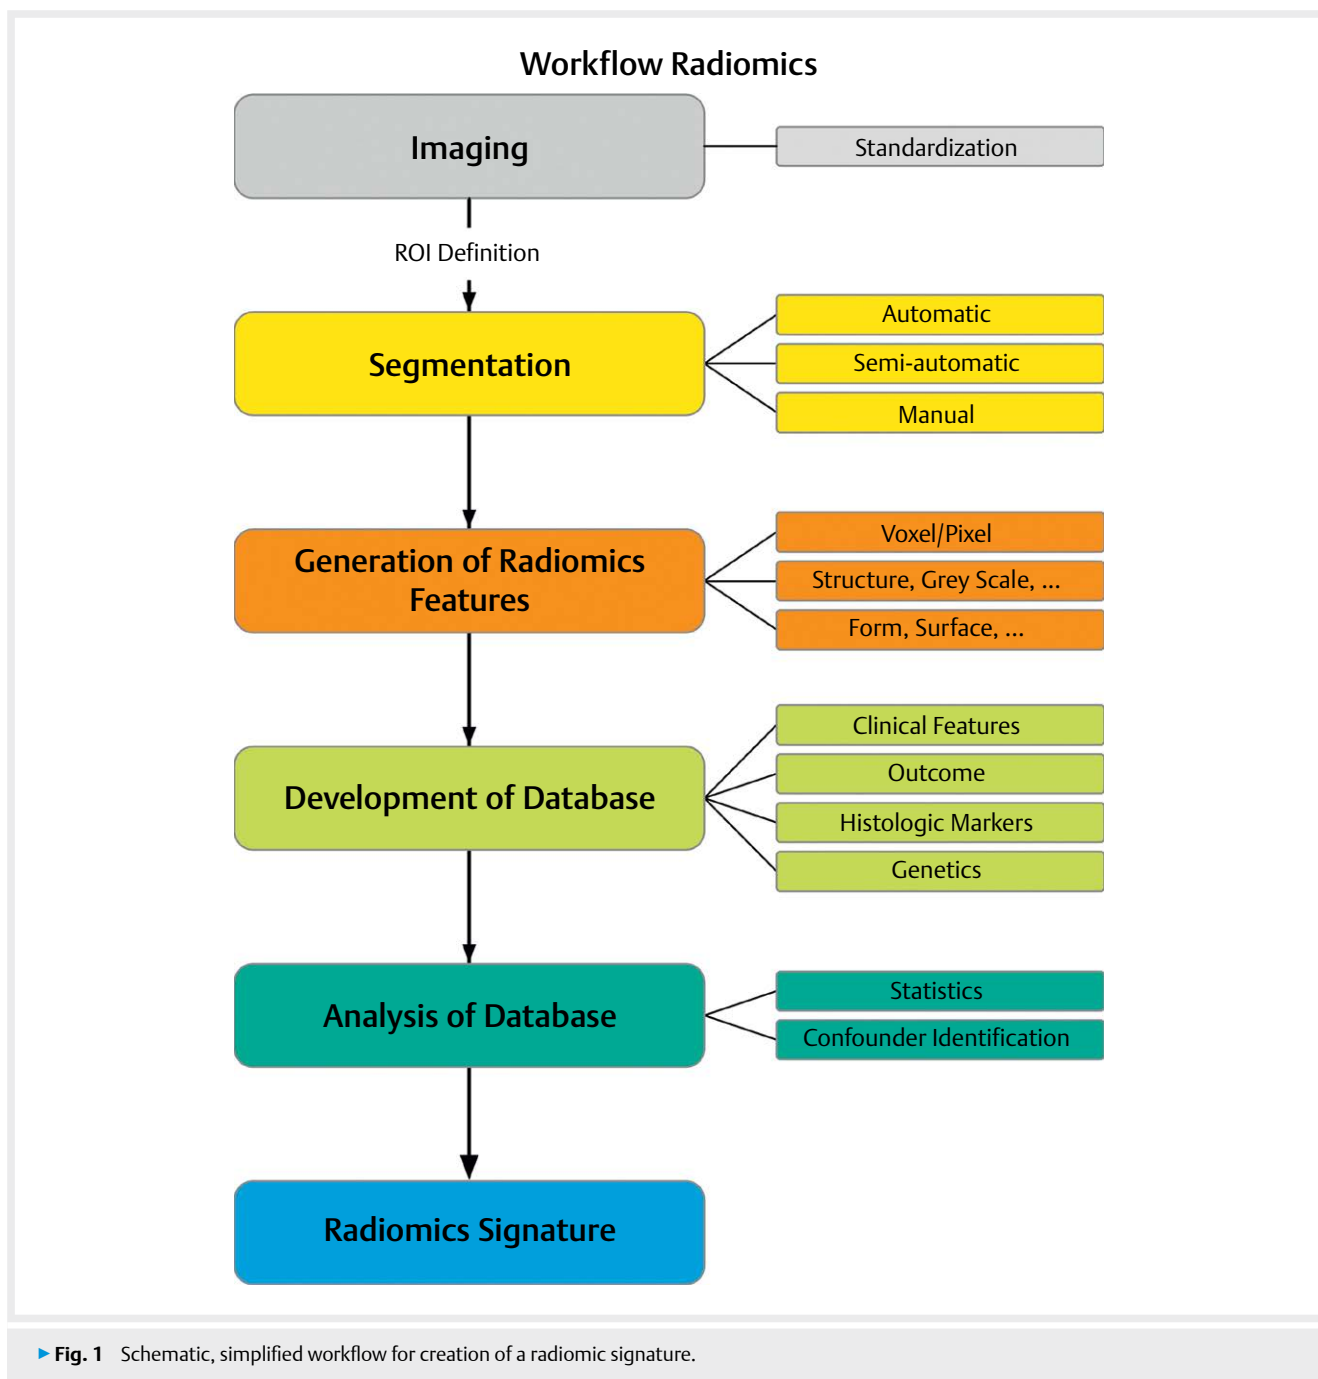 Workflow Radiomics
Imaging
Standardization
ROI Definition
Segmentation
Automatic
Semi-automatic
Manual
Generation of Radiomics
Features
Voxel/Pixel
Structure, Grey Scale, ...
Form, Surface, ...
Development of Database
Clinical Features
Outcome
Histologic Markers
Genetics
Analysis of Database
Statistics
Confounder Identification
Radiomics Signature
▶ Fig. 1 Schematic, simplified workflow for creation of a radiomic signature.